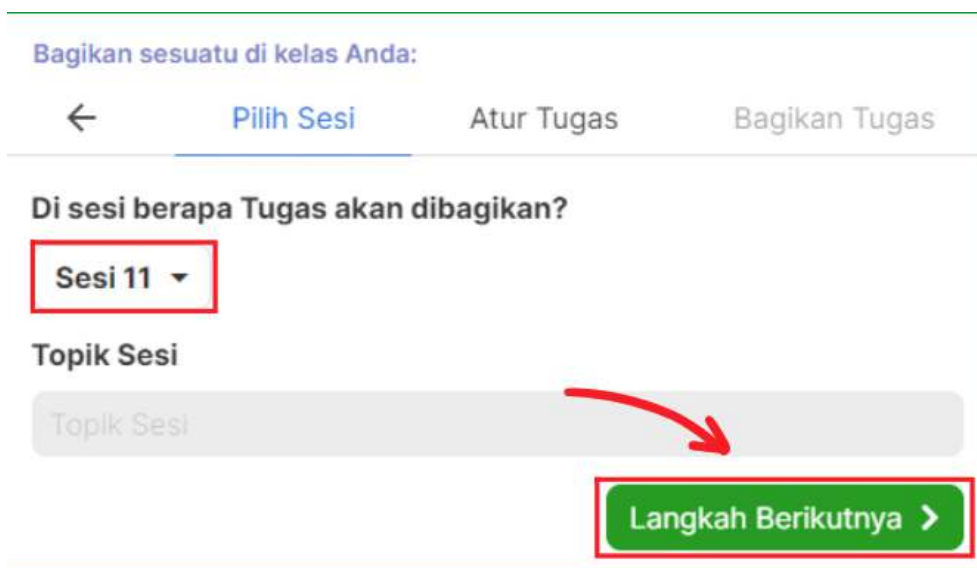 Bagikan sesuatu di kelas Anda:
Pilih Sesi Atur Tugas Bagikan Tugas
Di sesi berapa Tugas akan dibagikan?
Sesi 11
Topik Sesi
Topik Sesi
Langkah Berikutnya